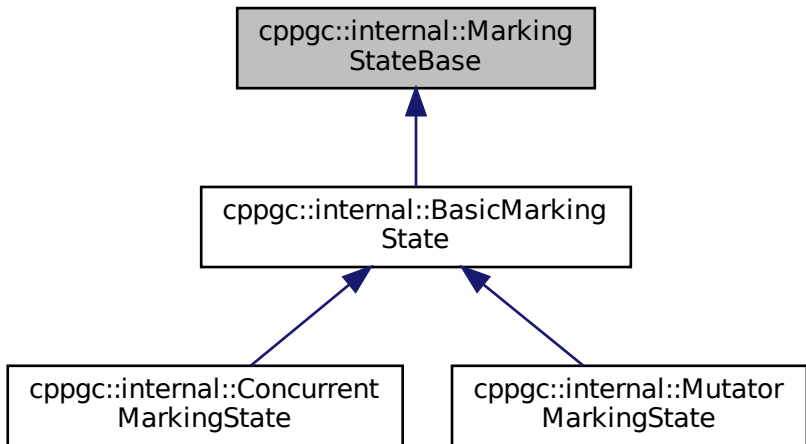 cppgc::internal::Marking
StateBase
cppgc::internal::BasicMarking
State
cppgc::internal::Concurrent
MarkingState
cppgc::internal::Mutator
MarkingState